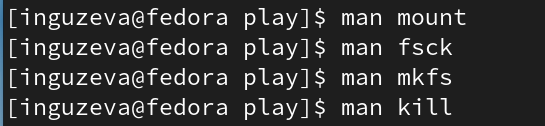 [inguzeva@fedora play]$ man mount
[inguzeva@fedora play]$ man fsck
[inguzeva@fedora play]$ man mkfs
[inguzeva@fedora play]$ man kill